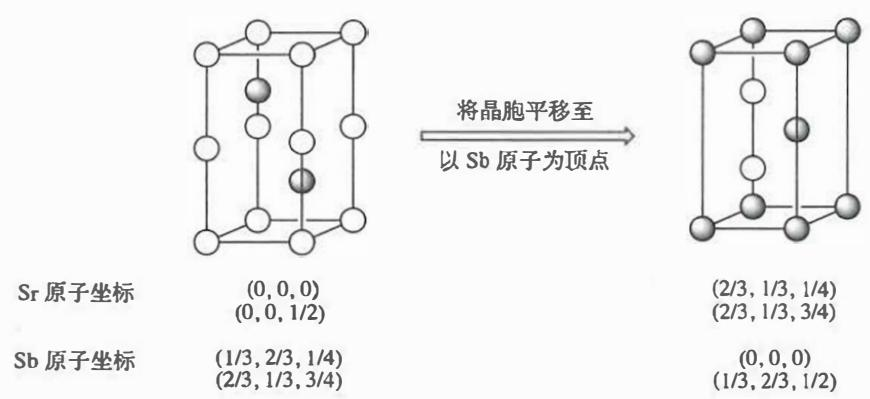 将晶胞平移至
以 Sb 原子为顶点
Sr 原子坐标
(0, 0, 0)
(0, 0, 1/2)
(2/3, 1/3, 1/4)
(2/3, 1/3, 3/4)
Sb 原子坐标
(1/3, 2/3, 1/4)
(2/3, 1/3, 3/4)
(0, 0, 0)
(1/3, 2/3, 1/2)